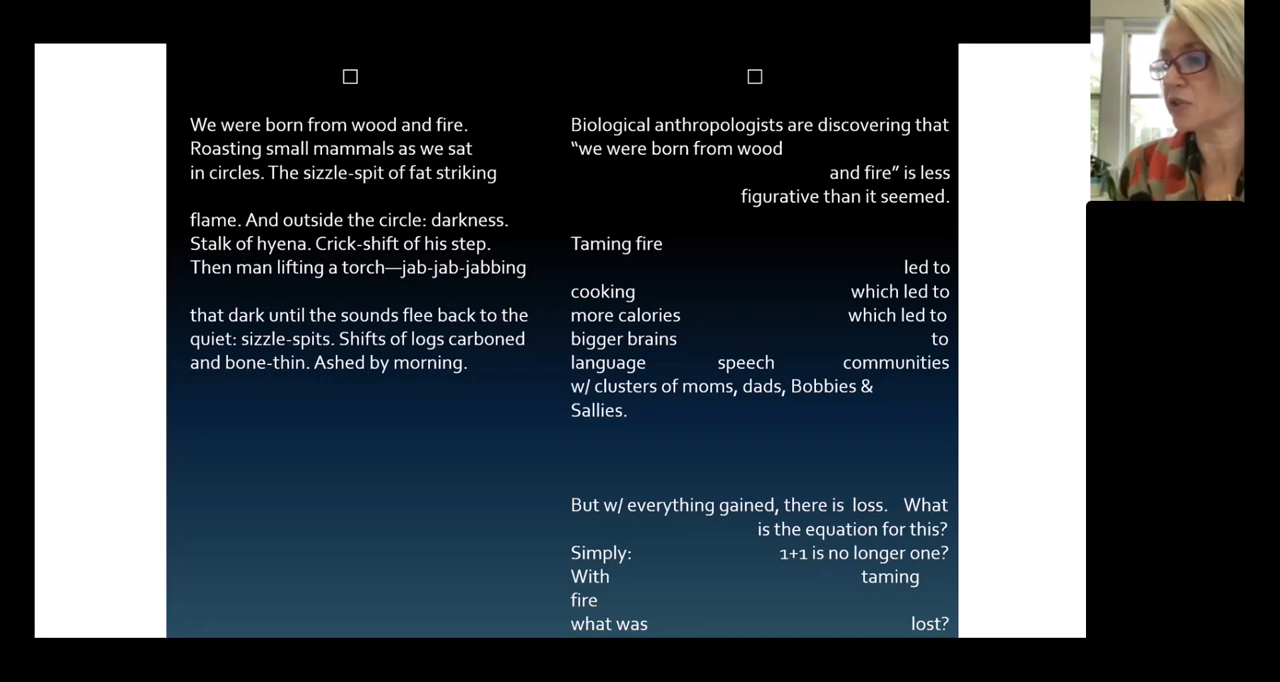 We were born from wood and fire.
Roasting small mammals as we sat
in circles. The sizzle-spit of fat striking
flame. And outside the circle: darkness.
Stalk of hyena. Crick-shift of his step.
Then man lifting a torch—jab-jab-jabbing
that dark until the sounds flee back to the
quiet: sizzle-spits. Shifts of logs carboned
and bone-thin. Ashed by morning.
Biological anthropologists are discovering that
“we were born from wood
and fire” is less
figurative than it seemed.
Taming fire
led to
cooking which led to
more calories which led to
bigger brains to
language speech communities
w/ clusters of moms, dads, Bobbies &
Sallies.
But w/ everything gained, there is loss. What
is the equation for this?
Simply: 1+1 is no longer one?
With taming
fire
what was lost?